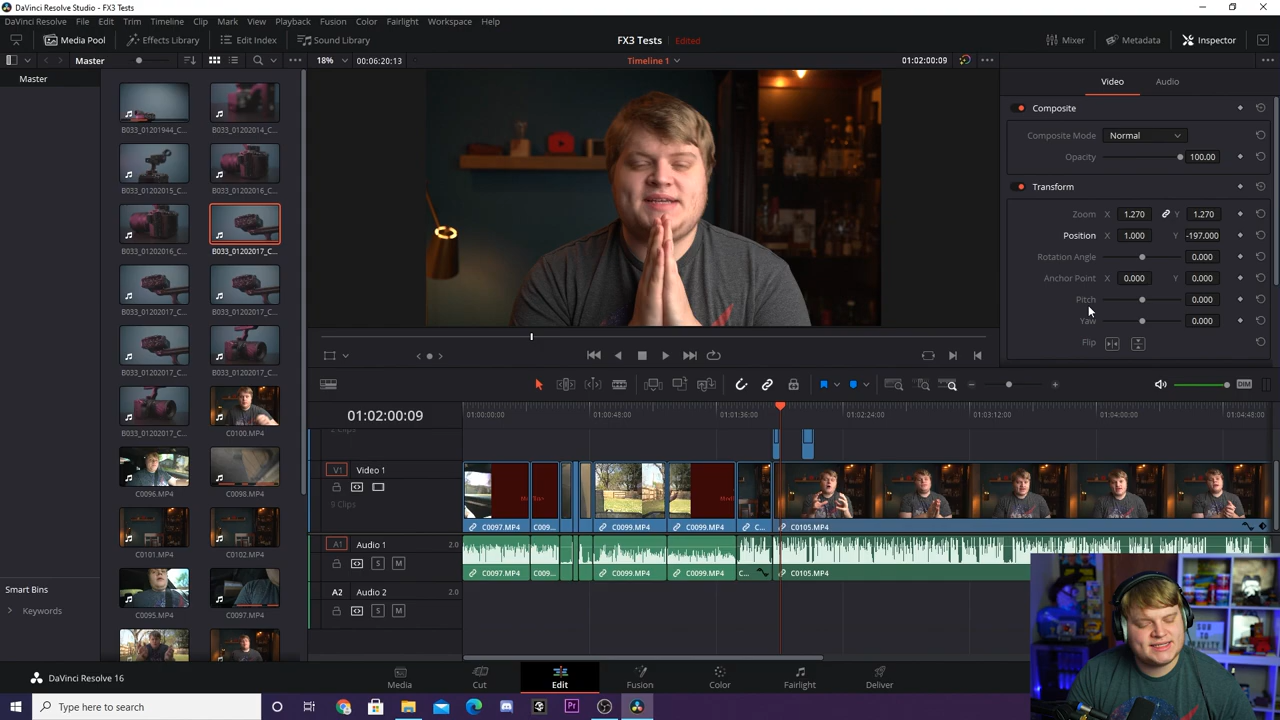 DaVinci Resolve Studio - FX3 Tests
DaVinci Resolve File Edit Trim Timeline Clip Mark View Playback Fusion Color Fairlight Workspace Help
Media Pool Effects Library Edit Index Sound Library FX3 Tests Edited Mixer Metadata Inspector
Master 18% 00:06:20:13 Timeline 1 01:02:00:09
Master
Video Audio
B033_01201944_C... B033_01202014_C...
B033_01202015_C... B033_01202016_C...
B033_01202016_C... B033_01202017_C...
B033_01202017_C... B033_01202017_C...
B033_01202017_C... B033_01202017_C...
B033_01202017_C... C0100.MP4
C0096.MP4 C0098.MP4
C0101.MP4 C0102.MP4
C0095.MP4 C0097.MP4
Smart Bins
Keywords
Composite
Composite Mode Normal
Opacity 100.00
Transform
Zoom X 1.270 Y 1.270
Position X 1.000 Y -197.000
Rotation Angle 0.000
Anchor Point X 0.000 Y 0.000
Pitch 0.000
Yaw 0.000
Flip
DIM
01:02:00:09
01:00:00:00 01:00:48:00 01:01:36:00 01:02:24:00 01:03:12:00 01:04:00:00 01:04:48:00
2 Clips
V1 Video 1
9 Clips
C0097.MP4 C009... C0099.MP4 C0099.MP4 C... C0105.MP4
A1 Audio 1 2.0
S M
C0097.MP4 C009... C0099.MP4 C0099.MP4 C... C0105.MP4
A2 Audio 2 2.0
S M
SUB
TO
DaVinci Resolve 16
Media Cut Edit Fusion Color Fairlight Deliver
Type here to search
Pr